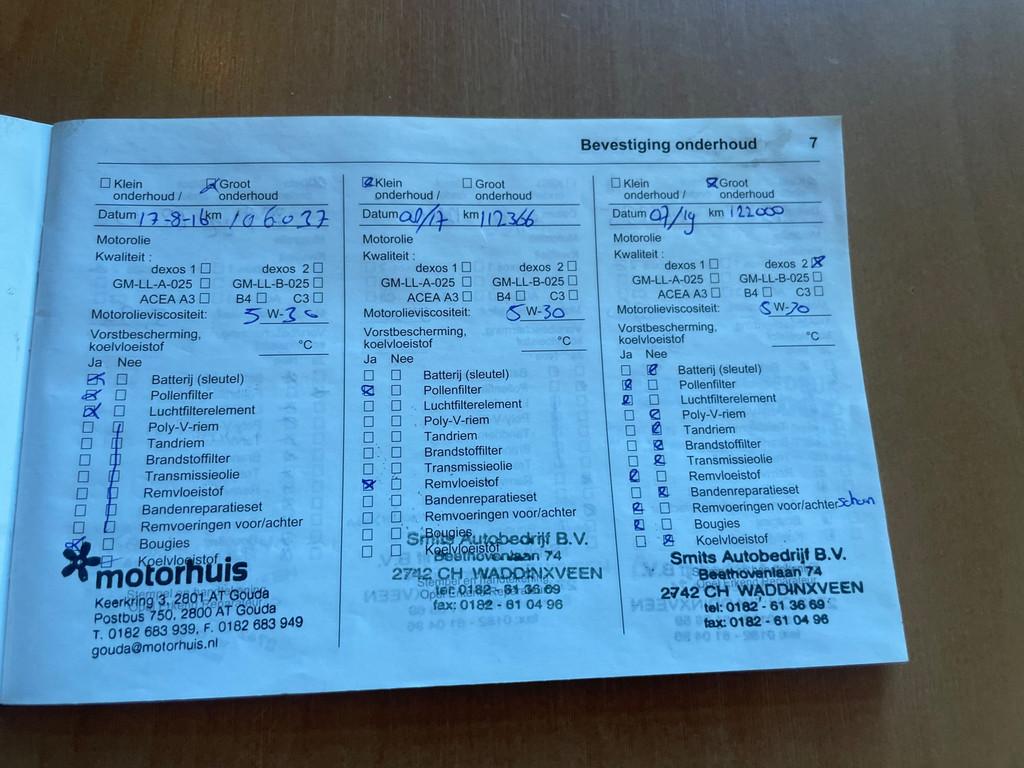 Bevestiging onderhoud 7
Klein onderhoud / Groot onderhoud
Datum 17-8-16 km 106037
Motorolie
Kwaliteit :
dexos 1 dexos 2
GM-LL-A-025 GM-LL-B-025
ACEA A3 B4 C3
Motorolieviscositeit: 5 W-30
Vorstbescherming,
koelvloeistof °C
Ja Nee
Batterij (sleutel)
Pollenfilter
Luchtfilterelement
Poly-V-riem
Tandriem
Brandstoffilter
Transmissieolie
Remvloeistof
Bandenreparatieset
Remvoeringen voor/achter
Bougies
Koelvloeistof
motorhuis
Keerkring 3, 2801 AT Gouda
Postbus 750, 2800 AT Gouda
T. 0182 683 939, F. 0182 683 949
gouda@motorhuis.nl
Klein onderhoud / Groot onderhoud
Datum /17 km 112366
Motorolie
Kwaliteit :
dexos 1 dexos 2
GM-LL-A-025 GM-LL-B-025
ACEA A3 B4 C3
Motorolieviscositeit: 5 W-30
Vorstbescherming,
koelvloeistof °C
Ja Nee
Batterij (sleutel)
Pollenfilter
Luchtfilterelement
Poly-V-riem
Tandriem
Brandstoffilter
Transmissieolie
Remvloeistof
Bandenreparatieset
Remvoeringen voor/achter
Bougies
Koelvloeistof
Smits Autobedrijf B.V.
Beethovenlaan 74
2742 CH WADDINXVEEN
Stempel en handtekening
tel: 0182 - 61 36 69
fax: 0182 - 61 04 96
Klein onderhoud / Groot onderhoud
Datum 07/19 km 122000
Motorolie
Kwaliteit :
dexos 1 dexos 2
GM-LL-A-025 GM-LL-B-025
ACEA A3 B4 C3
Motorolieviscositeit: 5 W-30
Vorstbescherming,
koelvloeistof °C
Ja Nee
Batterij (sleutel)
Pollenfilter
Luchtfilterelement
Poly-V-riem
Tandriem
Brandstoffilter
Transmissieolie
Remvloeistof
Bandenreparatieset
Remvoeringen voor/achter schoon
Bougies
Koelvloeistof
Smits Autobedrijf B.V.
Beethovenlaan 74
2742 CH WADDINXVEEN
tel: 0182 - 61 36 69
fax: 0182 - 61 04 96